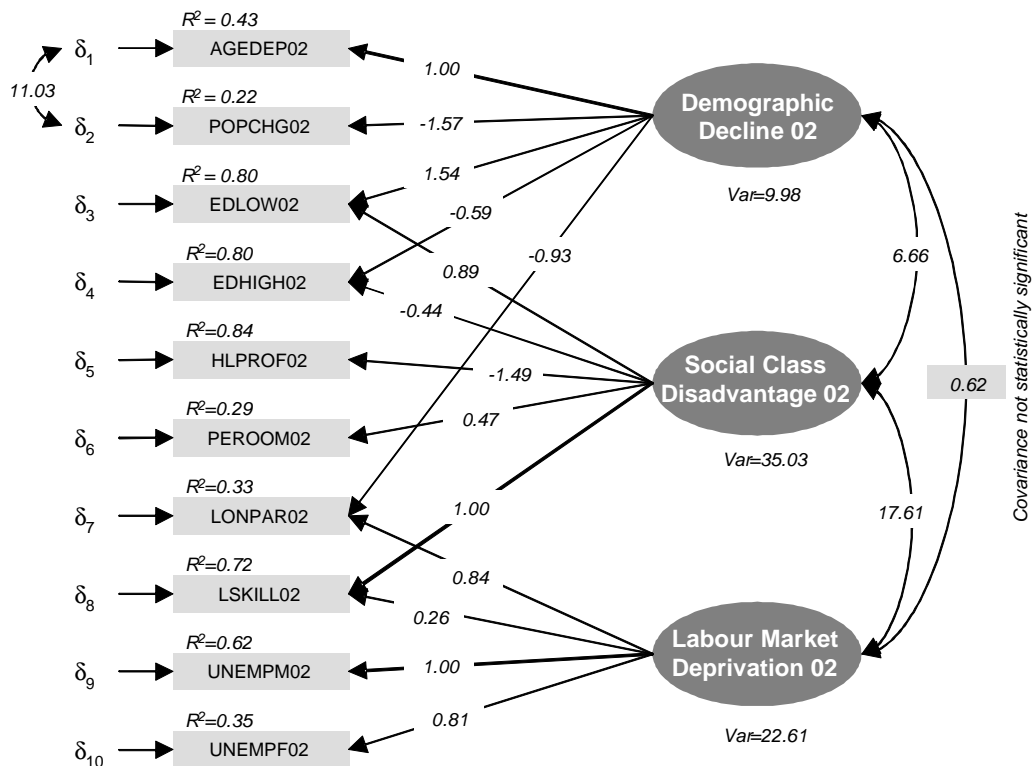 R² = 0.43
δ1
AGEDEP02
11.03
R² = 0.22
δ2
POPCHG02
R² = 0.80
δ3
EDLOW02
R²=0.80
δ4
EDHIGH02
R²=0.84
δ5
HLPROF02
R²=0.29
δ6
PEROOM02
R²=0.33
δ7
LONPAR02
R²=0.72
δ8
LSKILL02
R²=0.62
δ9
UNEMPM02
R²=0.35
δ10
UNEMPF02
1.00
-1.57
1.54
-0.59
-0.93
0.89
-0.44
-1.49
0.47
1.00
0.84
0.26
1.00
0.81
Demographic
Decline 02
Var=9.98
Social Class
Disadvantage 02
Var=35.03
Labour Market
Deprivation 02
Var=22.61
6.66
0.62
17.61
Covariance not statistically significant